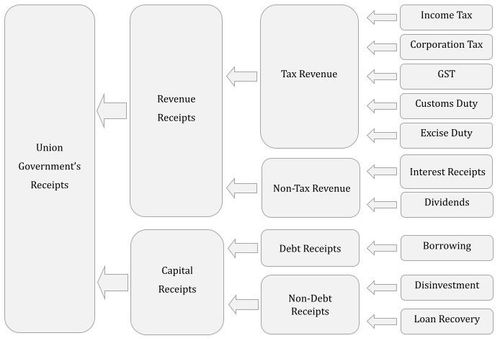 Union
Government's
Receipts
Revenue
Receipts
Tax Revenue
Income Tax
Corporation Tax
GST
Customs Duty
Excise Duty
Non-Tax Revenue
Interest Receipts
Dividends
Capital
Receipts
Debt Receipts
Borrowing
Non-Debt
Receipts
Disinvestment
Loan Recovery